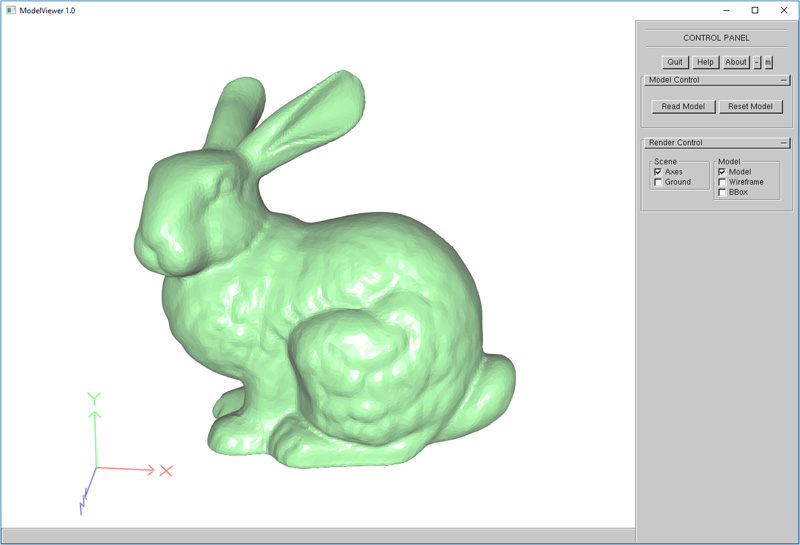 ModelViewer 1.0
CONTROL PANEL
Quit Help About - m
Model Control
Read Model Reset Model
Render Control
Scene Model
Axes Model
Ground Wireframe
BBox
Y
X
Z